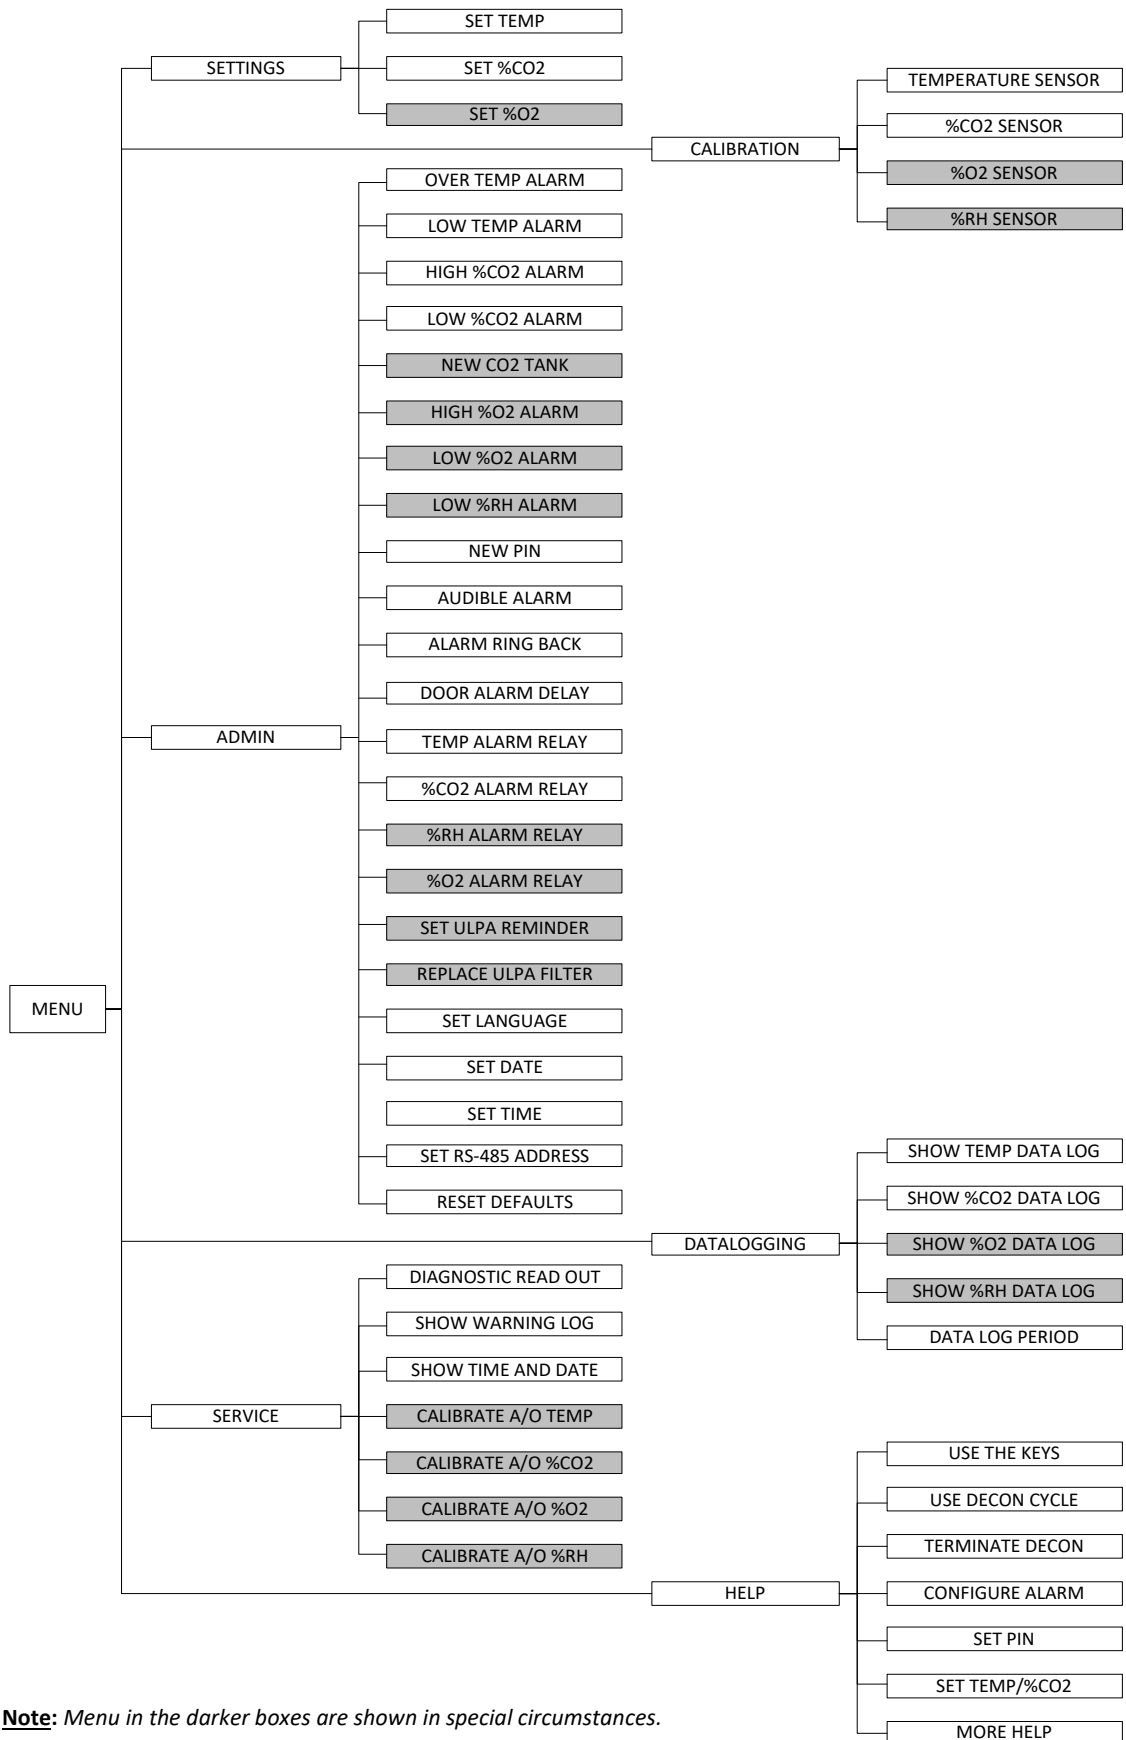 SET TEMP
SETTINGS
SET %CO2
SET %O2
TEMPERATURE SENSOR
%CO2 SENSOR
CALIBRATION
%O2 SENSOR
%RH SENSOR
OVER TEMP ALARM
LOW TEMP ALARM
HIGH %CO2 ALARM
LOW %CO2 ALARM
NEW CO2 TANK
HIGH %O2 ALARM
LOW %O2 ALARM
LOW %RH ALARM
NEW PIN
AUDIBLE ALARM
ALARM RING BACK
DOOR ALARM DELAY
ADMIN
TEMP ALARM RELAY
%CO2 ALARM RELAY
%RH ALARM RELAY
%O2 ALARM RELAY
SET ULPA REMINDER
REPLACE ULPA FILTER
MENU
SET LANGUAGE
SET DATE
SET TIME
SET RS-485 ADDRESS
RESET DEFAULTS
SHOW TEMP DATA LOG
SHOW %CO2 DATA LOG
DATALOGGING
SHOW %O2 DATA LOG
SHOW %RH DATA LOG
DATA LOG PERIOD
DIAGNOSTIC READ OUT
SHOW WARNING LOG
SHOW TIME AND DATE
SERVICE
CALIBRATE A/O TEMP
CALIBRATE A/O %CO2
CALIBRATE A/O %O2
CALIBRATE A/O %RH
USE THE KEYS
USE DECON CYCLE
TERMINATE DECON
HELP
CONFIGURE ALARM
SET PIN
SET TEMP/%CO2
MORE HELP
Note: Menu in the darker boxes are shown in special circumstances.